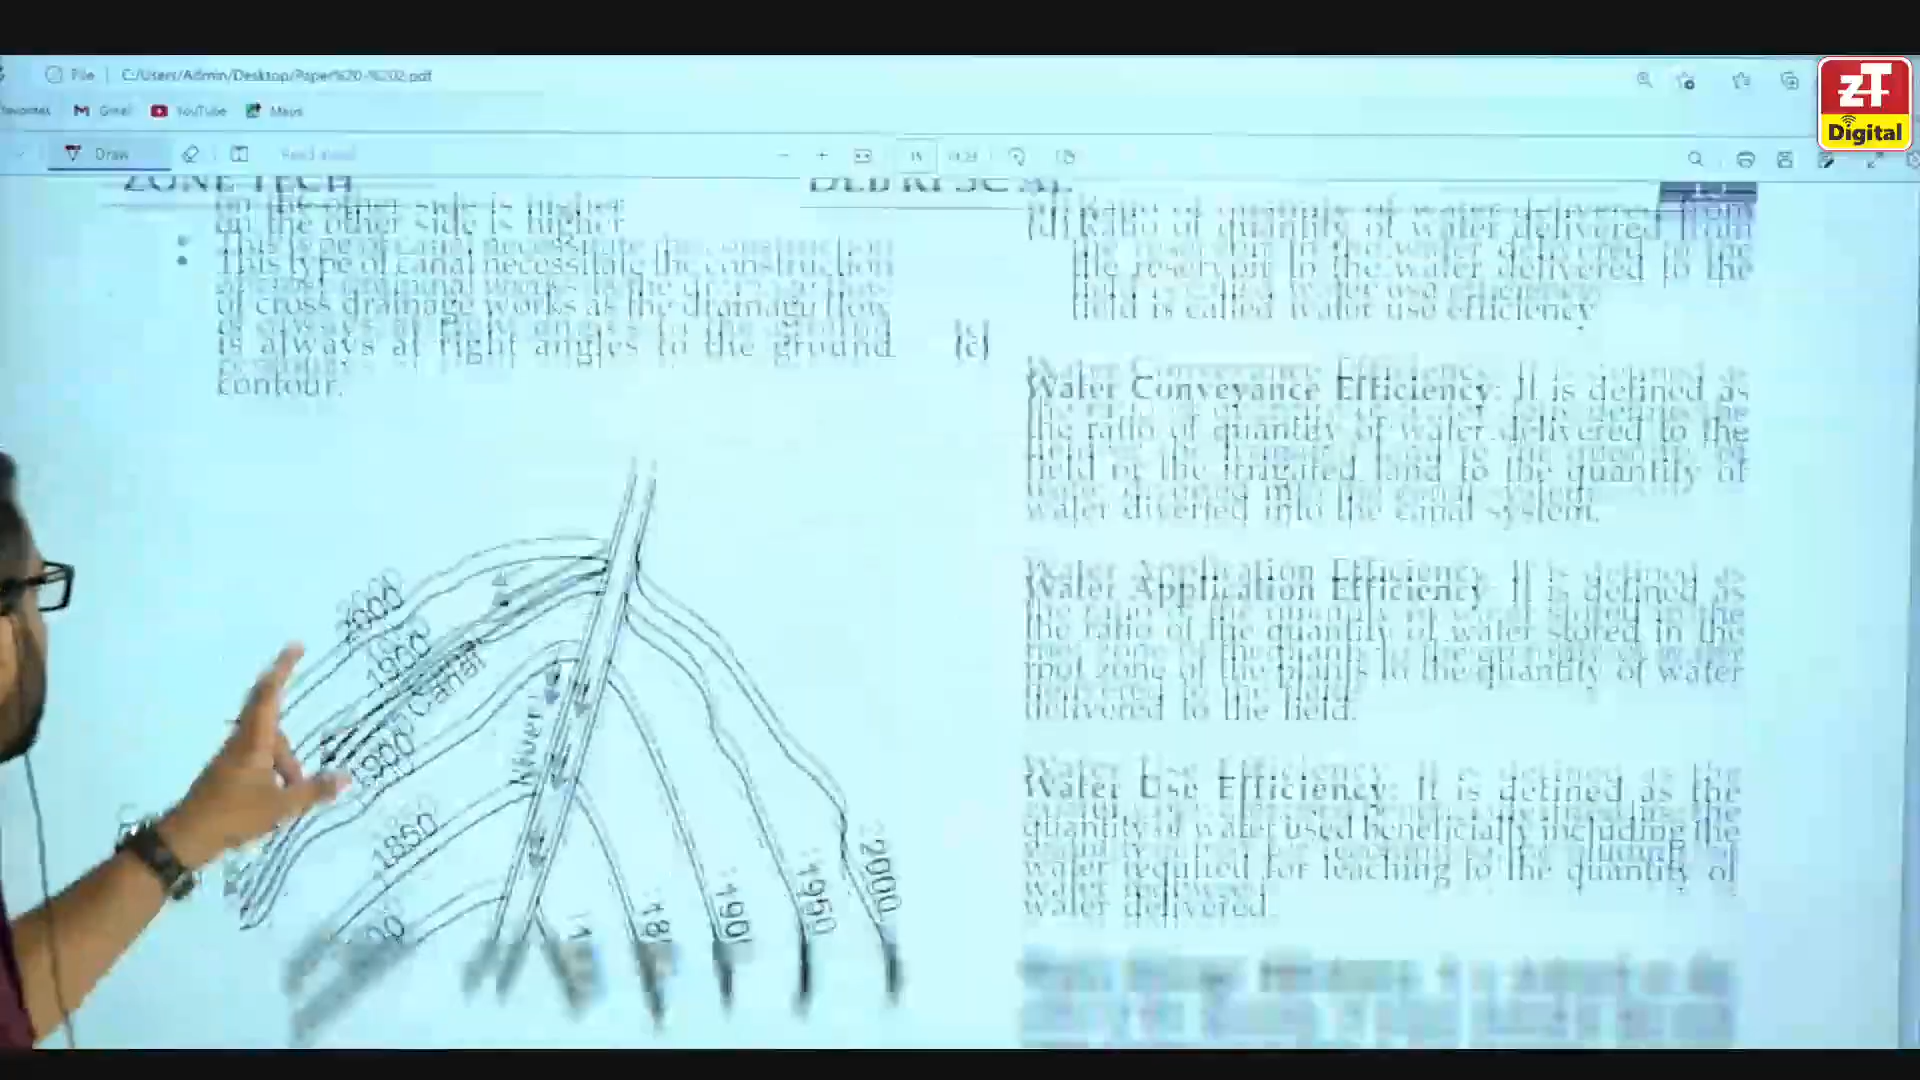 File C:/Users/Admin/Desktop/Paper%20-%202.pdf
Favorites Gmail YouTube Maps
Draw Read aloud 15
ZT Digital
ZONE TECH
15
on the other side is higher
This type of canal necessitate the construction
of cross drainage works as the drainage flow
is always at right angles to the ground
contour.
2000
1900
Canal
1900
1850
River
1950
2000
(d) Ratio of quantity of water delivered from
the reservoir to the water delivered to the
field is called water use efficiency
(c)
Water Conveyance Efficiency: It is defined as
the ratio of quantity of water delivered to the
field or the irrigated land to the quantity of
water diverted into the canal system.
Water Application Efficiency: It is defined as
the ratio of the quantity of water stored in the
root zone of the plants to the quantity of water
delivered to the field.
Water Use Efficiency: It is defined as the
quantity of water used beneficially including the
water required for leaching to the quantity of
water delivered.